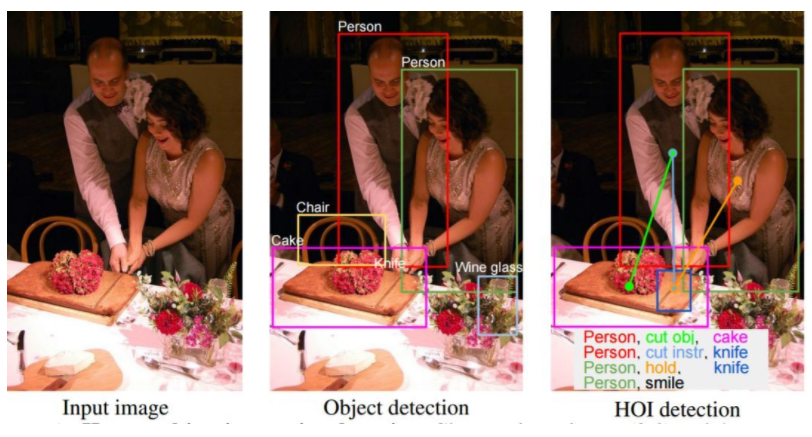 Person
Person
Chair
Cake
Knife
Wine glass
Person, cut obj, cake
Person, cut instr, knife
Person, hold, knife
Person, smile
Input image
Object detection
HOI detection